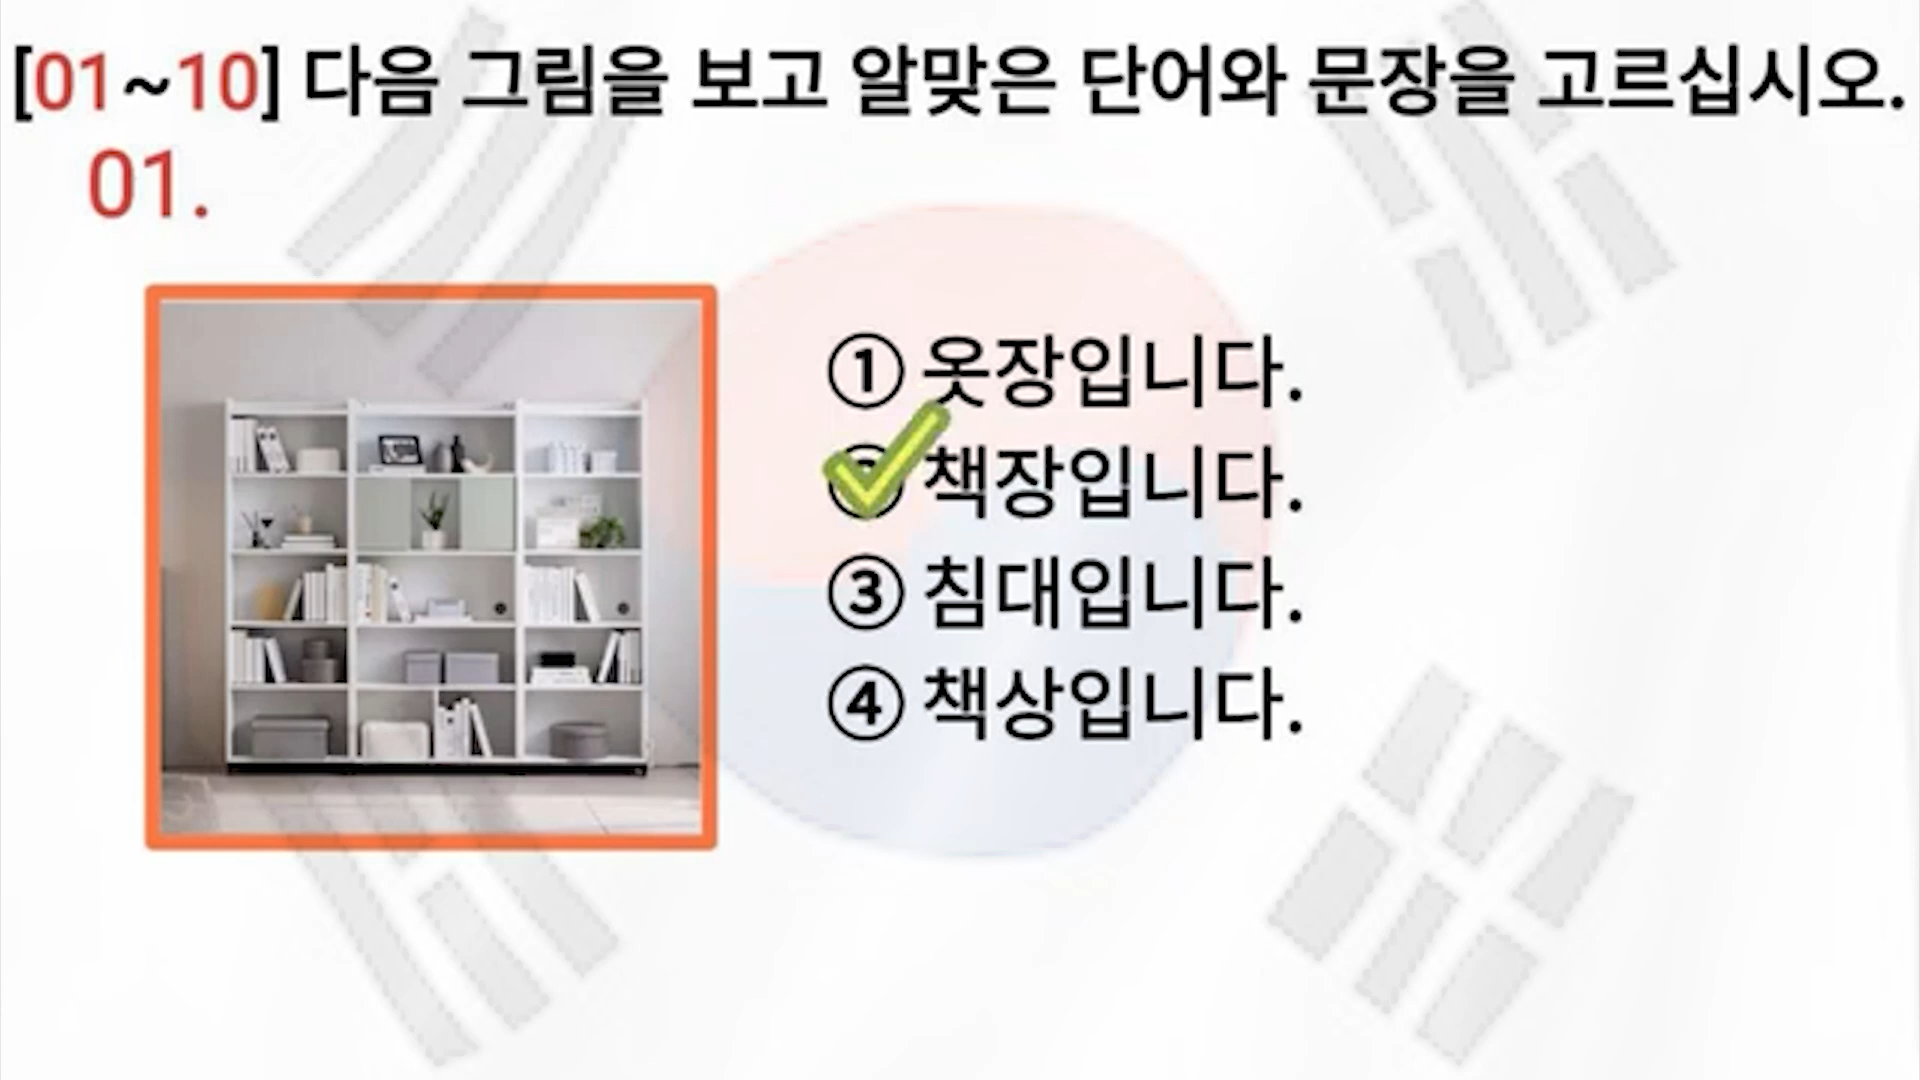 [01~10] 다음 그림을 보고 알맞은 단어와 문장을 고르십시오.
01.
① 옷장입니다.
② 책장입니다.
③ 침대입니다.
④ 책상입니다.